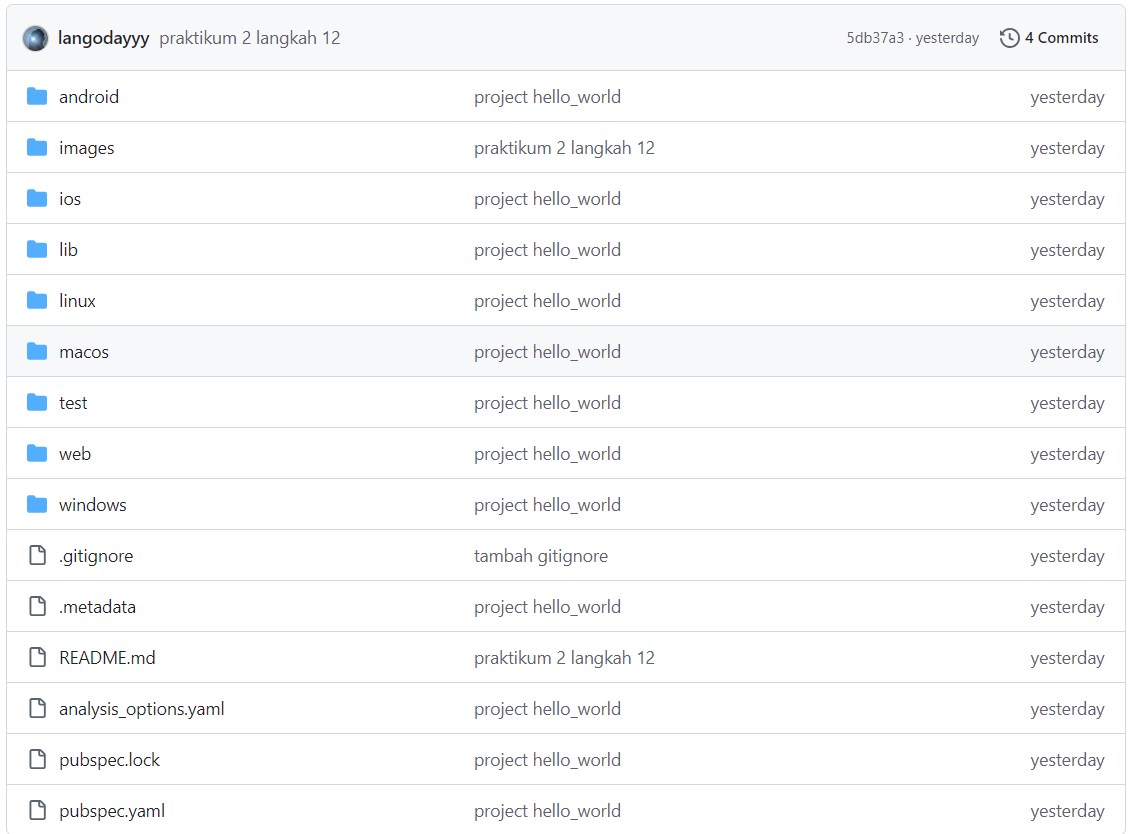 langodayyy praktikum 2 langkah 12 5db37a3 · yesterday 4 Commits
android project hello_world yesterday
images praktikum 2 langkah 12 yesterday
ios project hello_world yesterday
lib project hello_world yesterday
linux project hello_world yesterday
macos project hello_world yesterday
test project hello_world yesterday
web project hello_world yesterday
windows project hello_world yesterday
.gitignore tambah gitignore yesterday
.metadata project hello_world yesterday
README.md praktikum 2 langkah 12 yesterday
analysis_options.yaml project hello_world yesterday
pubspec.lock project hello_world yesterday
pubspec.yaml project hello_world yesterday